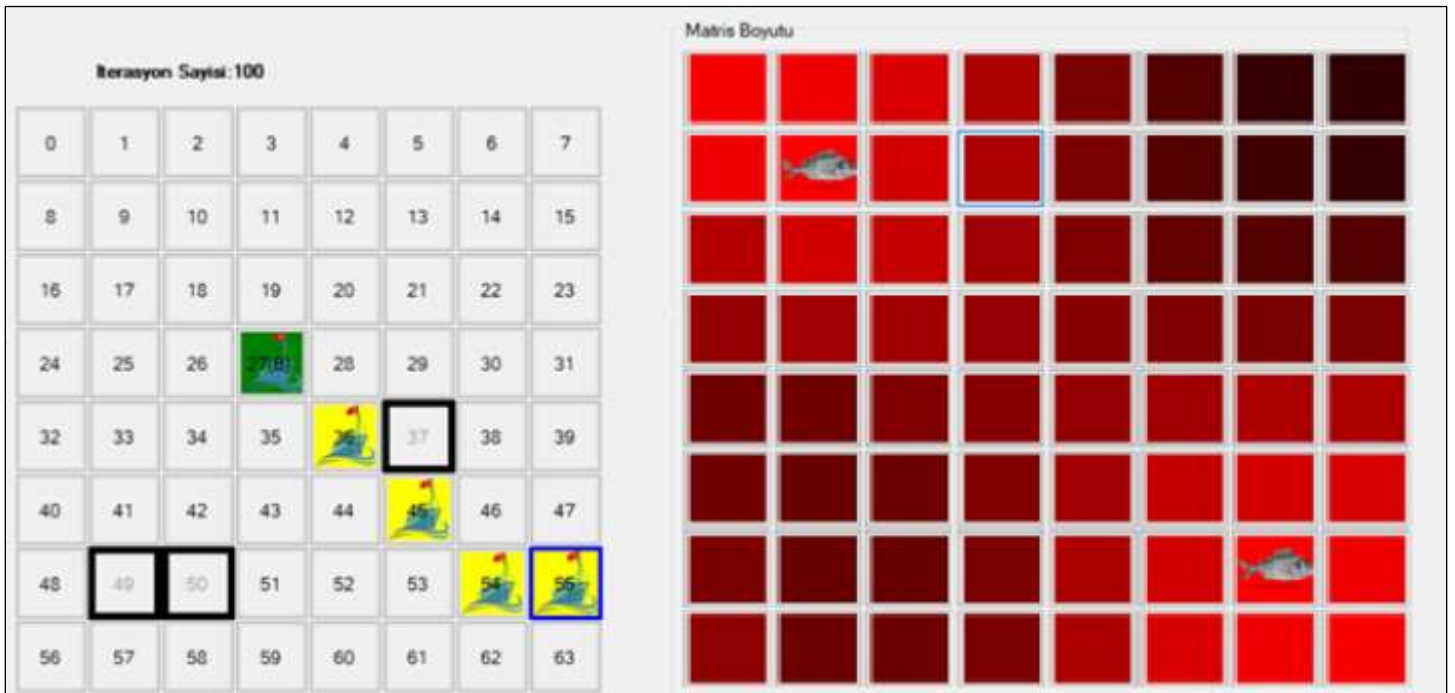 Matris Boyutu
Iterasyon Sayisi:100
0 1 2 3 4 5 6 7
8 9 10 11 12 13 14 15
16 17 18 19 20 21 22 23
24 25 26 27(B) 28 29 30 31
32 33 34 35 36 37 38 39
40 41 42 43 44 45 46 47
48 49 50 51 52 53 54 55
56 57 58 59 60 61 62 63